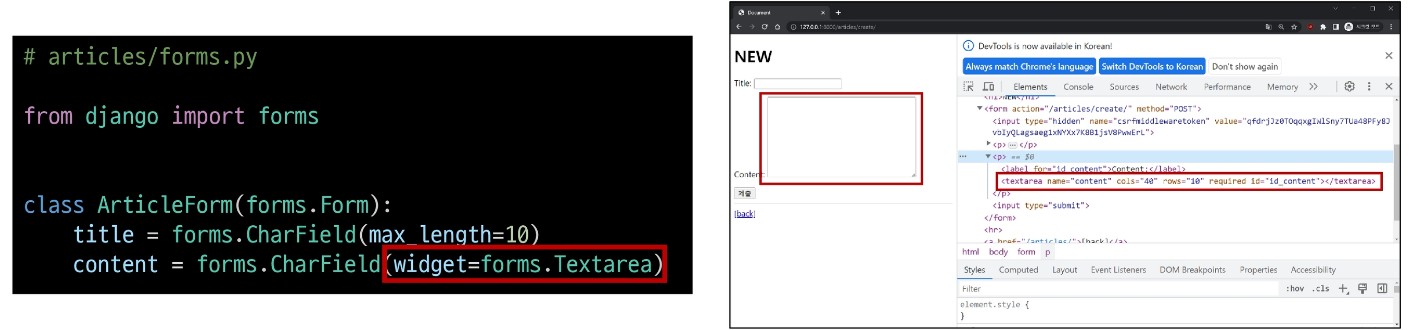 # articles/forms.py
from django import forms
class ArticleForm(forms.Form):
title = forms.CharField(max_length=10)
content = forms.CharField(widget=forms.Textarea)
Document
127.0.0.1:8000/articles/create/
NEW
Title:
Content:
제출
[back]
DevTools is now available in Korean!
Always match Chrome's language
Switch DevTools to Korean
Don't show again
Elements
Console
Sources
Network
Performance
Memory
<h1>NEW</h1>
<form action="/articles/create/" method="POST">
<input type="hidden" name="csrfmiddlewaretoken" value=
<p> … </p>
<p> == $0
<label for="id_content">Content:</label>
<textarea name="content" cols="40" rows="10" required id="id_content"></textarea>
</p>
<input type="submit">
</form>
<hr>
<a href="/articles/">[back]</a>
html body form p
Styles
Computed
Layout
Event Listeners
DOM Breakpoints
Properties
Accessibility
Filter
:hov .cls
element.style {
}